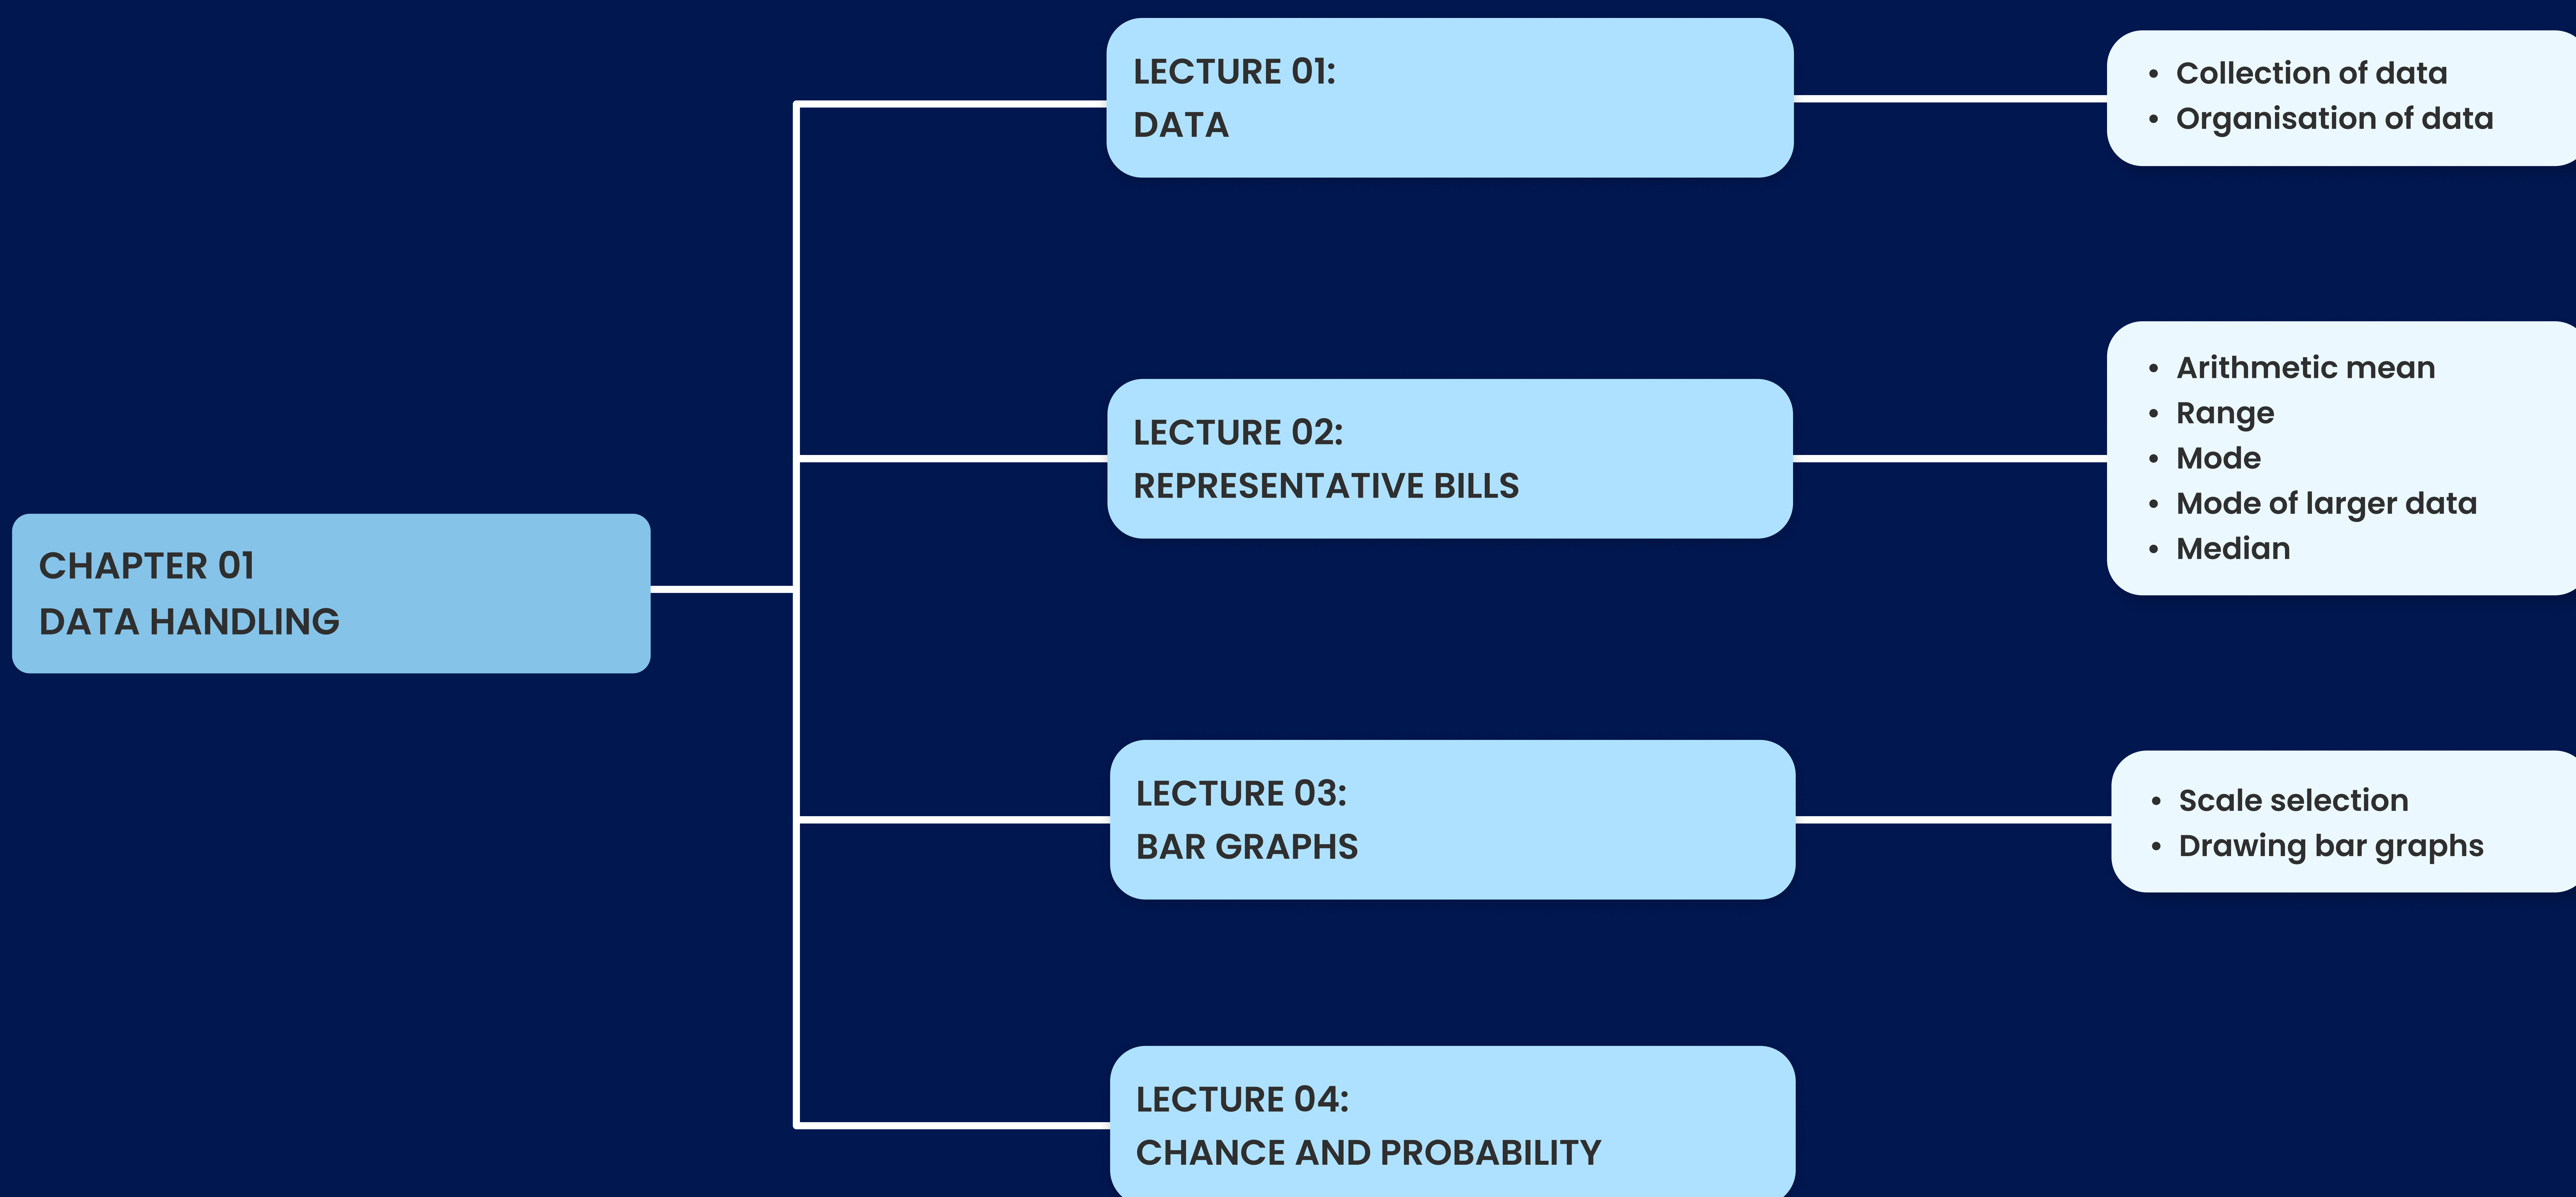 CHAPTER 01
DATA HANDLING
LECTURE 01:
DATA
• Collection of data
• Organisation of data
LECTURE 02:
REPRESENTATIVE BILLS
• Arithmetic mean
• Range
• Mode
• Mode of larger data
• Median
LECTURE 03:
BAR GRAPHS
• Scale selection
• Drawing bar graphs
LECTURE 04:
CHANCE AND PROBABILITY